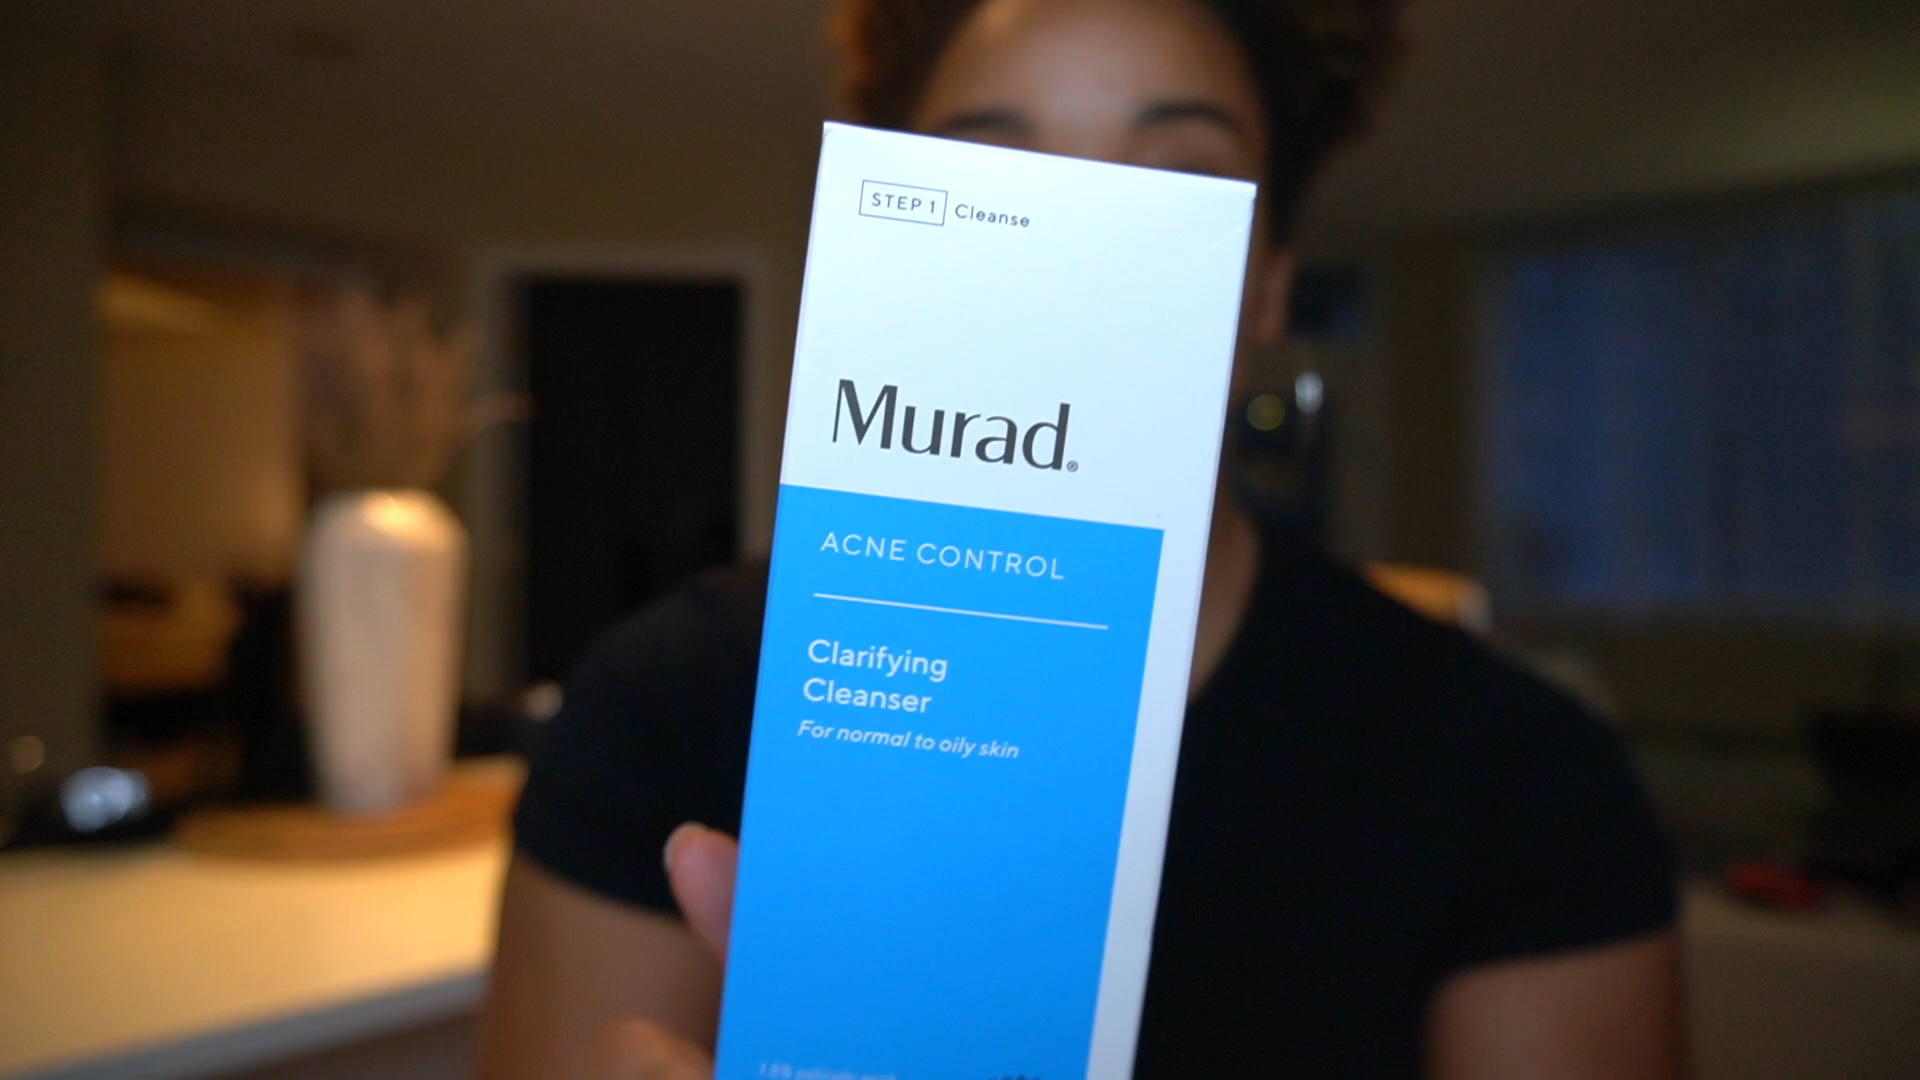 STEP 1 Cleanse
Murad®
ACNE CONTROL
Clarifying
Cleanser
For normal to oily skin